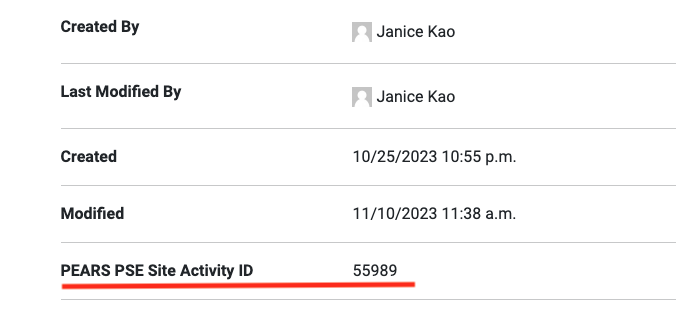 Created By Janice Kao
Last Modified By Janice Kao
Created 10/25/2023 10:55 p.m.
Modified 11/10/2023 11:38 a.m.
PEARS PSE Site Activity ID 55989